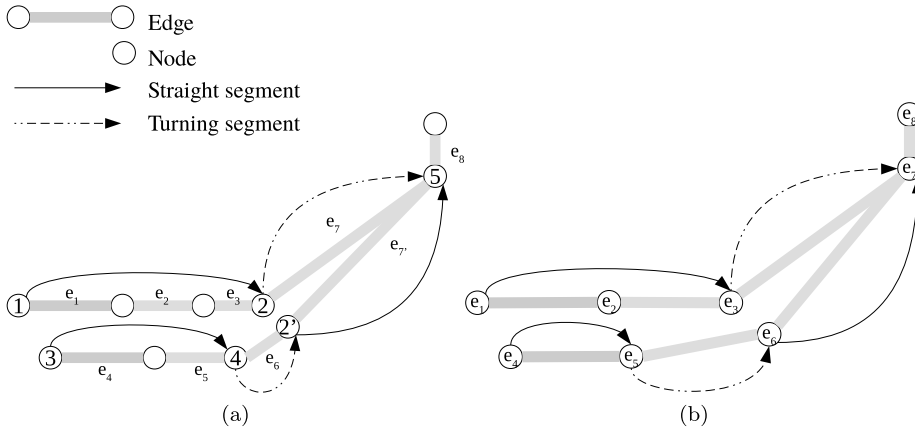 Edge
Node
Straight segment
Turning segment
e8
5
e7
e7'
1
e1
e2
e3
2
2'
3
e4
4
e5
e6
(a)
e8
e7
e1
e2
e3
e4
e5
e6
(b)